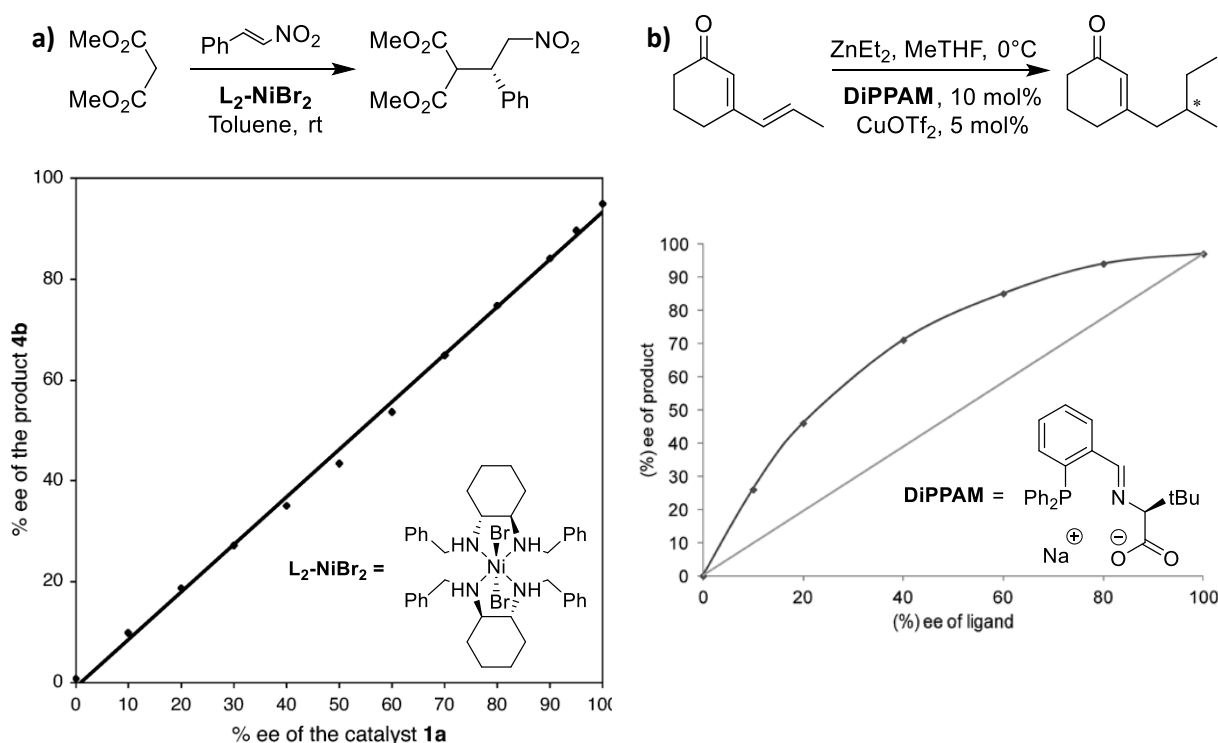 a)
MeO₂C
MeO₂C
Ph NO₂
L₂-NiBr₂
Toluene, rt
MeO₂C
MeO₂C
NO₂
Ph
b)
O
ZnEt₂, MeTHF, 0°C
DiPPAM, 10 mol%
CuOTf₂, 5 mol%
O
*
100
80
60
40
20
0
% ee of the product 4b
0 10 20 30 40 50 60 70 80 90 100
% ee of the catalyst 1a
L₂-NiBr₂ =
Ph HN Br NH Ph
Ni
Ph HN Br NH Ph
100
90
80
70
60
50
40
30
20
10
0
(%) ee of product
0 20 40 60 80 100
(%) ee of ligand
DiPPAM =
Ph₂P N tBu
Na ⊕ ⊖ O O